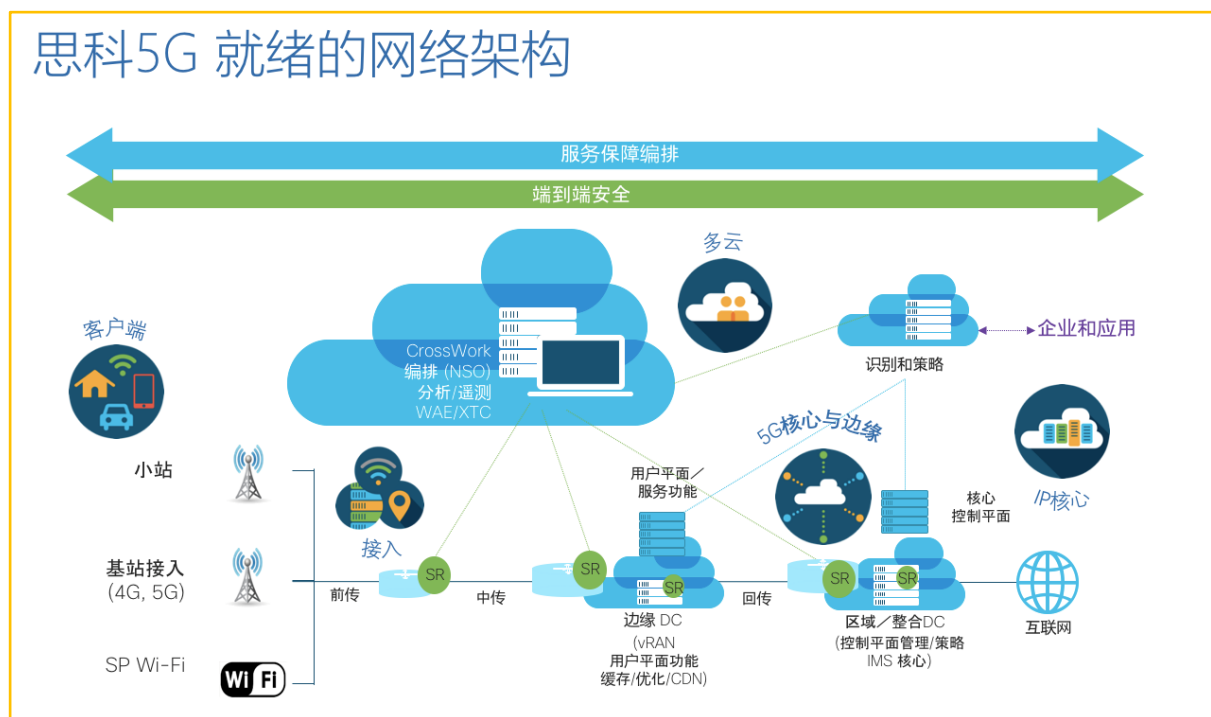 思科5G 就绪的网络架构
服务保障编排
端到端安全
多云
客户端
CrossWork
编排 (NSO)
分析/遥测
WAE/XTC
企业和应用
识别和策略
5G核心与边缘
小站
用户平面／
服务功能
核心
控制平面
IP核心
接入
基站接入
(4G, 5G)
前传
SR
中传
SR
SR
回传
SR
SR
边缘 DC
(vRAN
用户平面功能
缓存/优化/CDN)
区域／整合DC
(控制平面管理/策略
IMS 核心)
互联网
SP Wi-Fi
Wi Fi